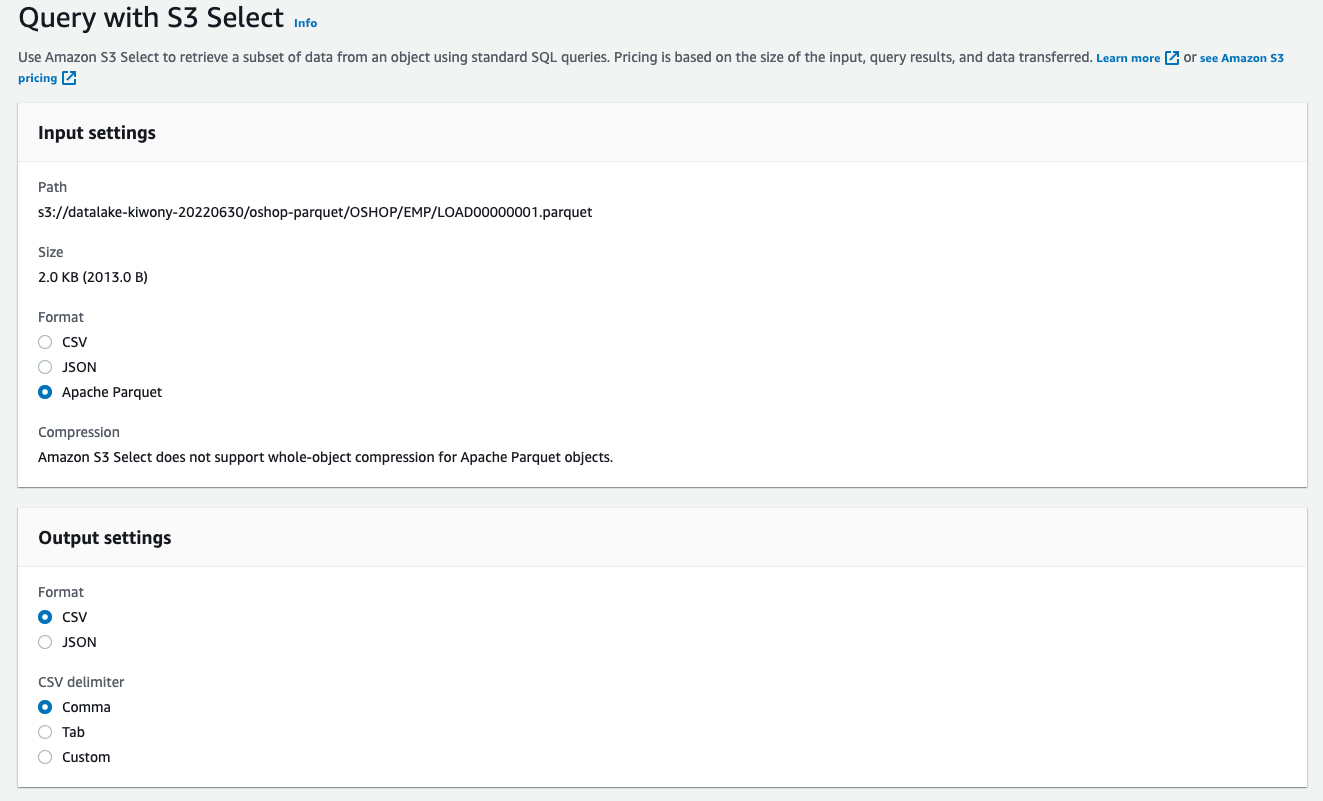 Query with S3 Select Info
Use Amazon S3 Select to retrieve a subset of data from an object using standard SQL queries. Pricing is based on the size of the input, query results, and data transferred. Learn more or see Amazon S3
pricing
Input settings
Path
s3://datalake-kiwony-20220630/oshop-parquet/OSHOP/EMP/LOAD00000001.parquet
Size
2.0 KB (2013.0 B)
Format
CSV
JSON
Apache Parquet
Compression
Amazon S3 Select does not support whole-object compression for Apache Parquet objects.
Output settings
Format
CSV
JSON
CSV delimiter
Comma
Tab
Custom